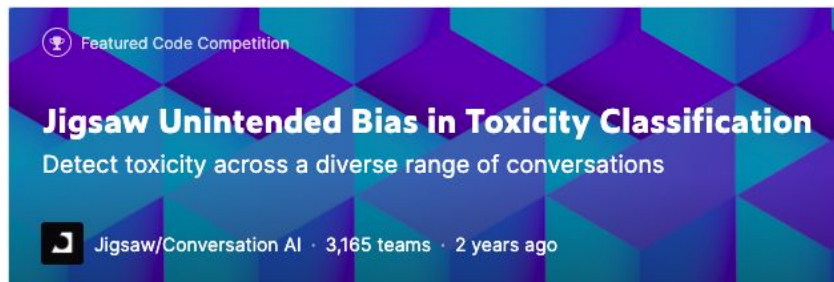 Featured Code Competition
Jigsaw Unintended Bias in Toxicity Classification
Detect toxicity across a diverse range of conversations
Jigsaw/Conversation AI · 3,165 teams · 2 years ago